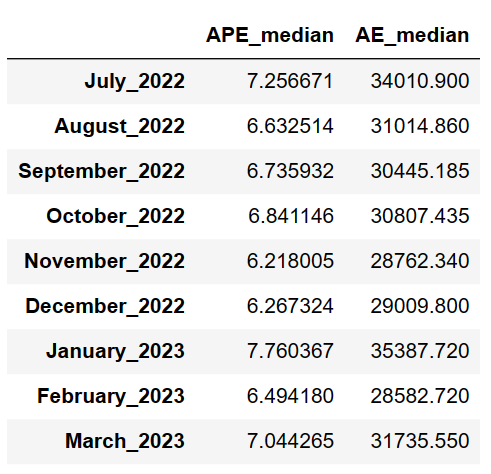 APE_median AE_median
July_2022 7.256671 34010.900
August_2022 6.632514 31014.860
September_2022 6.735932 30445.185
October_2022 6.841146 30807.435
November_2022 6.218005 28762.340
December_2022 6.267324 29009.800
January_2023 7.760367 35387.720
February_2023 6.494180 28582.720
March_2023 7.044265 31735.550